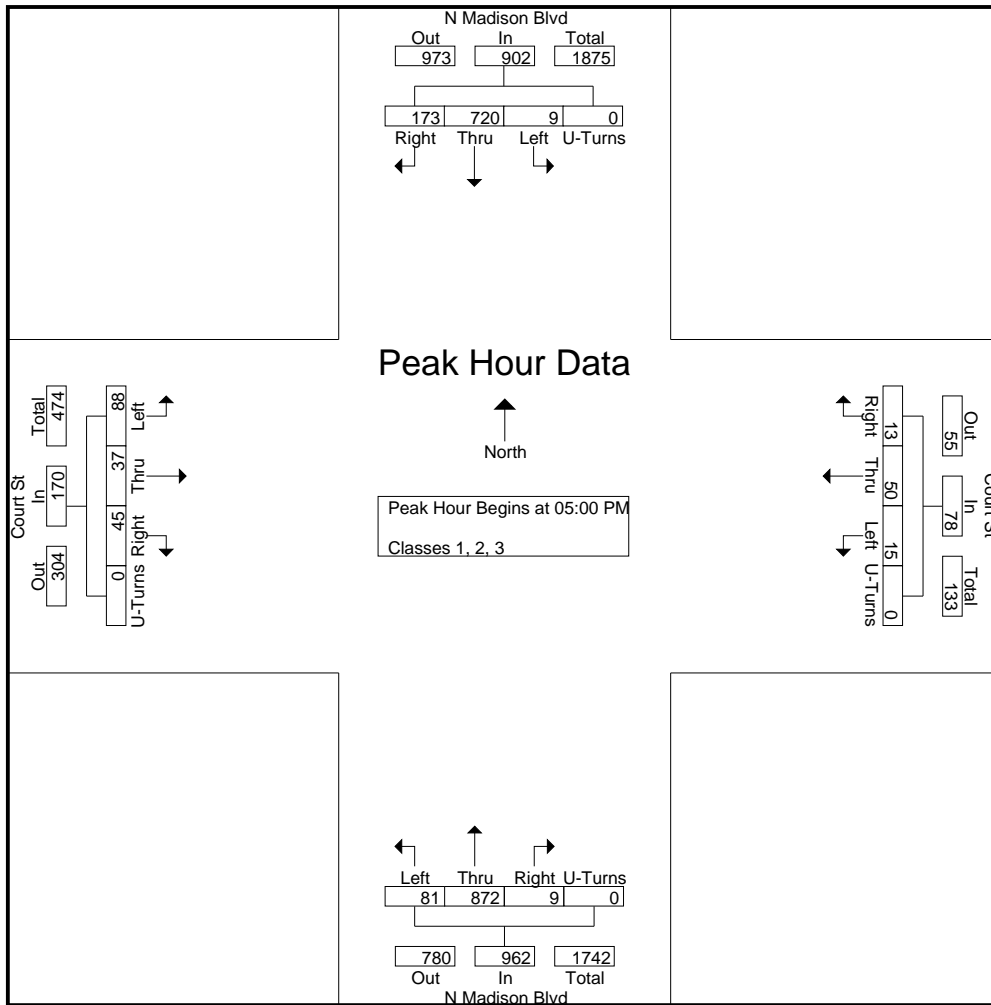 N Madison Blvd
Out In Total
973 902 1875
173 720 9 0
Right Thru Left U-Turns
Peak Hour Data
North
Peak Hour Begins at 05:00 PM
Classes 1, 2, 3
Court St
Out In Total
304 170 474
0 45 37 88
U-Turns Right Thru Left
Court St
Out In Total
55 78 133
13 50 15 0
Right Thru Left U-Turns
Left Thru Right U-Turns
81 872 9 0
780 962 1742
Out In Total
N Madison Blvd